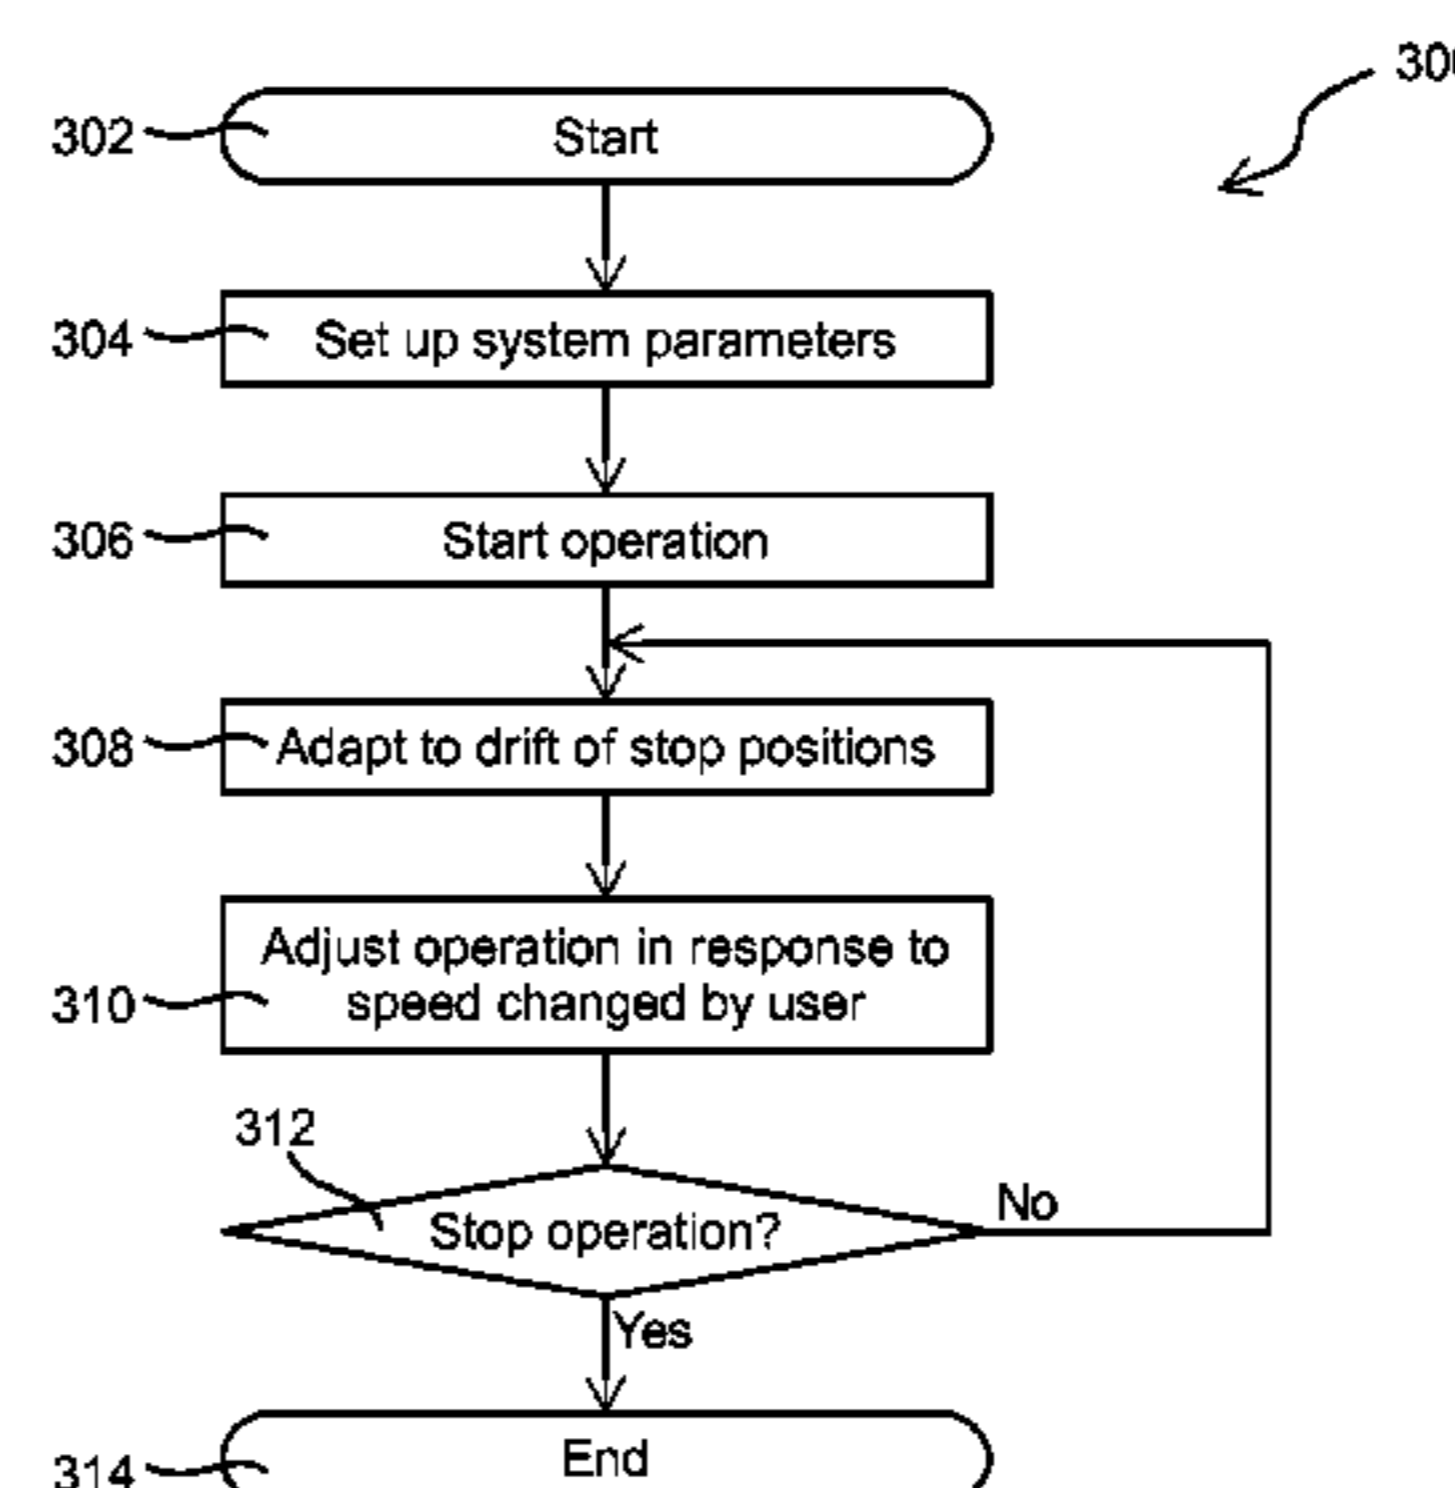 300
302
Start
304
Set up system parameters
306
Start operation
308
Adapt to drift of stop positions
Adjust operation in response to
310
speed changed by user
312
Stop operation?
No
Yes
End
314